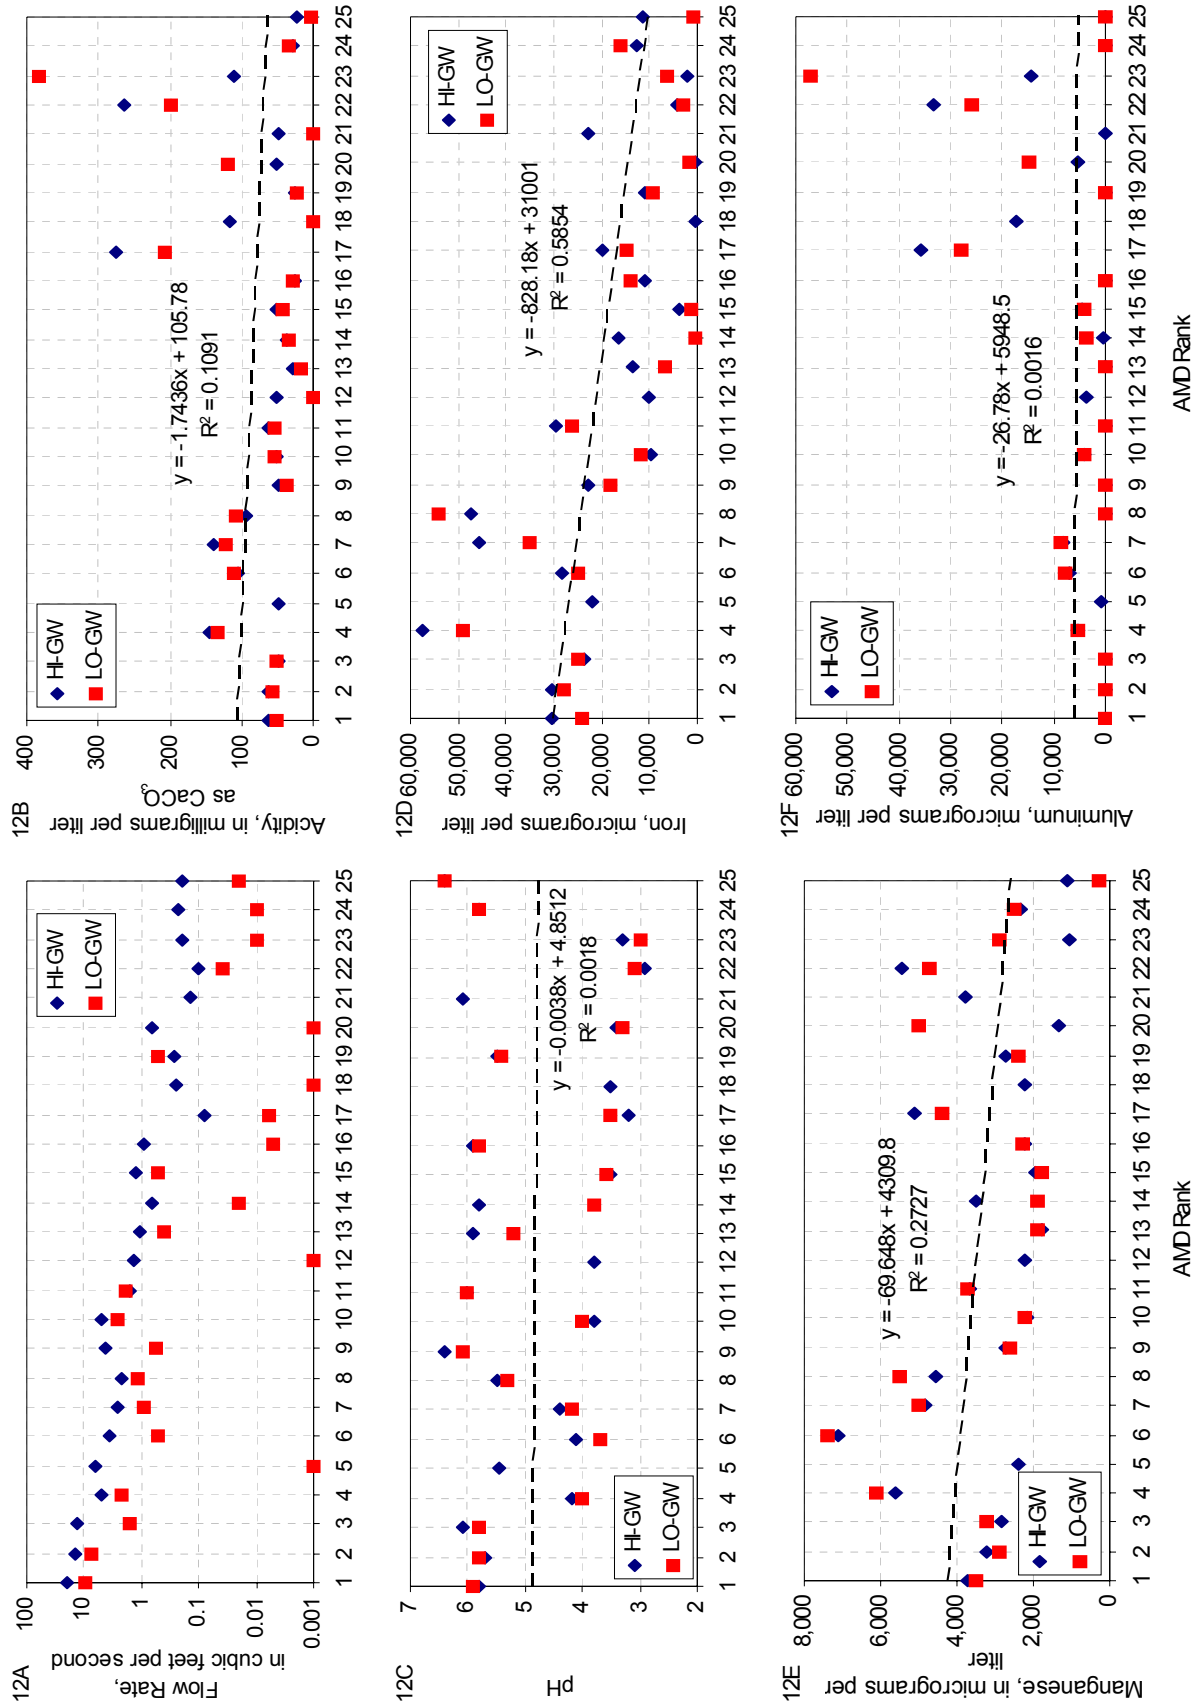 12A
Flow Rate,
in cubic feet per second
100
10
1
0.1
0.01
0.001
HI-GW
LO-GW
1 2 3 4 5 6 7 8 9 10 11 12 13 14 15 16 17 18 19 20 21 22 23 24 25
12B
Acidity, in milligrams per liter
as CaCO3
400
300
200
100
0
HI-GW
LO-GW
y = -1.7436x + 105.78
R2 = 0.1091
1 2 3 4 5 6 7 8 9 10 11 12 13 14 15 16 17 18 19 20 21 22 23 24 25
12C
pH
7
6
5
4
3
2
HI-GW
LO-GW
y = -0.0038x + 4.8512
R2 = 0.0018
1 2 3 4 5 6 7 8 9 10 11 12 13 14 15 16 17 18 19 20 21 22 23 24 25
12D
Iron, micrograms per liter
60,000
50,000
40,000
30,000
20,000
10,000
0
HI-GW
LO-GW
y = -828.18x + 31001
R2 = 0.5854
1 2 3 4 5 6 7 8 9 10 11 12 13 14 15 16 17 18 19 20 21 22 23 24 25
12E
Manganese, in micrograms per
liter
8,000
6,000
4,000
2,000
0
HI-GW
LO-GW
y = -69.648x + 4309.8
R2 = 0.2727
1 2 3 4 5 6 7 8 9 10 11 12 13 14 15 16 17 18 19 20 21 22 23 24 25
AMD Rank
12F
Aluminum, micrograms per liter
60,000
50,000
40,000
30,000
20,000
10,000
0
HI-GW
LO-GW
y = -26.78x + 5948.5
R2 = 0.0016
1 2 3 4 5 6 7 8 9 10 11 12 13 14 15 16 17 18 19 20 21 22 23 24 25
AMD Rank